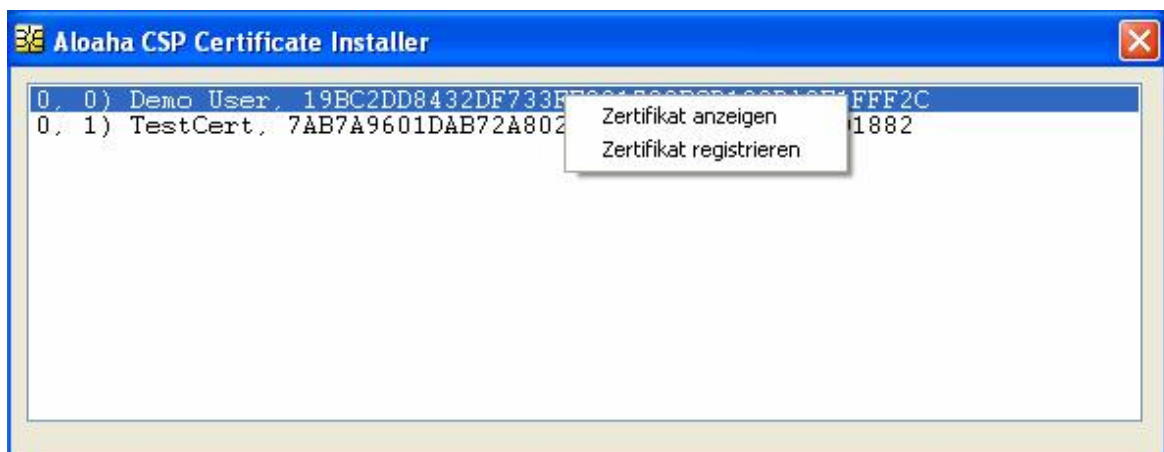 Aloaha CSP Certificate Installer
0, 0) Demo User, 19BC2DD8432DF733
FFF2C
0, 1) TestCert, 7AB7A9601DAB72A802
1882
Zertifikat anzeigen
Zertifikat registrieren